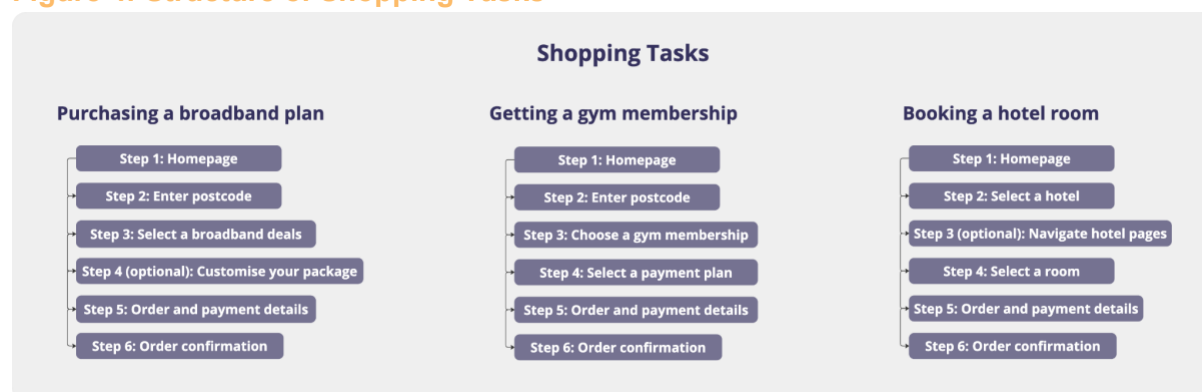 Shopping Tasks
Purchasing a broadband plan
Step 1: Homepage
Step 2: Enter postcode
Step 3: Select a broadband deals
Step 4 (optional): Customise your package
Step 5: Order and payment details
Step 6: Order confirmation
Getting a gym membership
Step 1: Homepage
Step 2: Enter postcode
Step 3: Choose a gym membership
Step 4: Select a payment plan
Step 5: Order and payment details
Step 6: Order confirmation
Booking a hotel room
Step 1: Homepage
Step 2: Select a hotel
Step 3 (optional): Navigate hotel pages
Step 4: Select a room
Step 5: Order and payment details
Step 6: Order confirmation